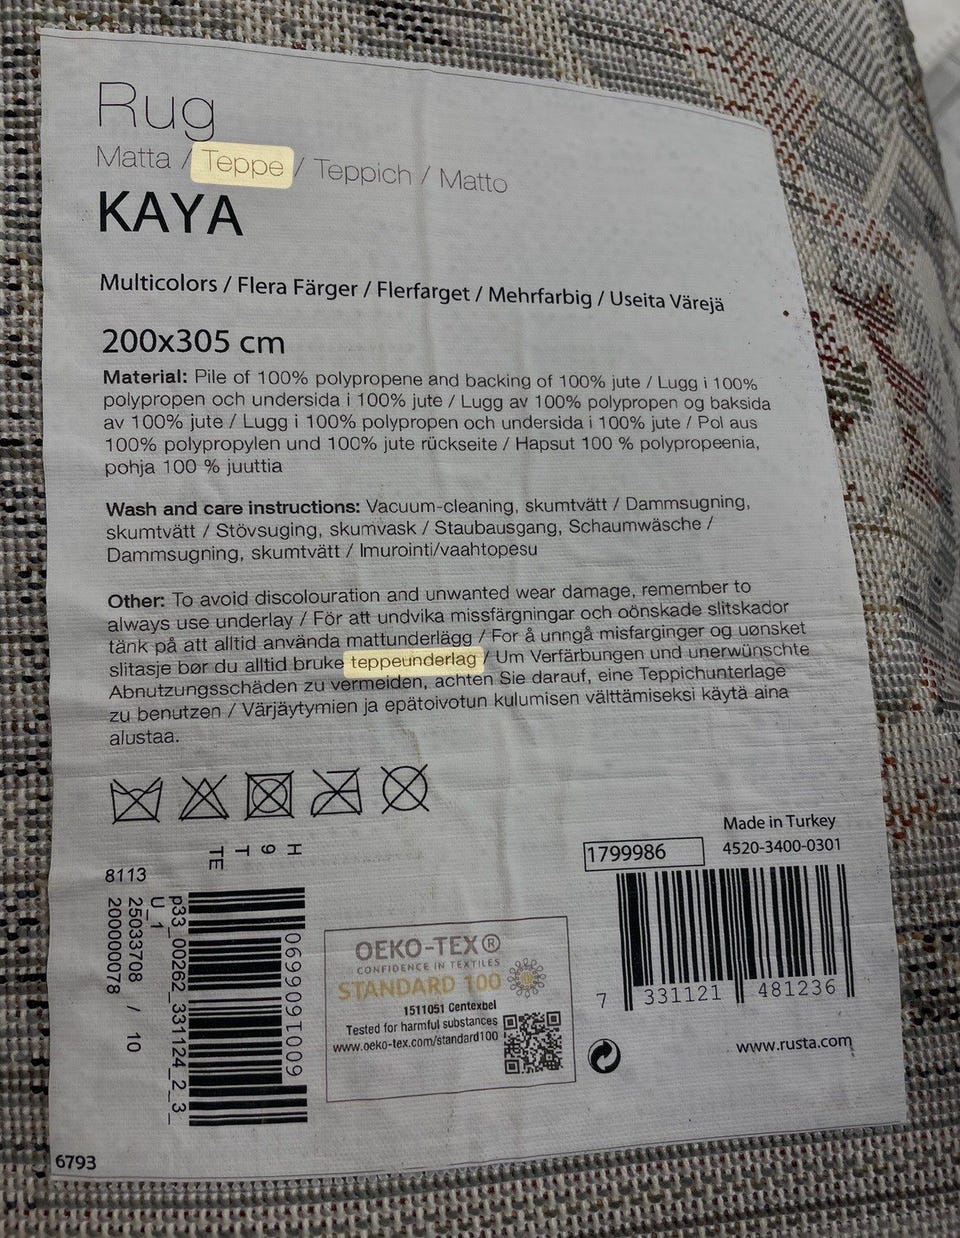 Rug
Matta / Teppe / Teppich / Matto
KAYA
Multicolors / Flera Färger / Flerfarget / Mehrfarbig / Useita Värejä
200x305 cm
Material: Pile of 100% polypropene and backing of 100% jute / Lugg i 100%
polypropen och undersida i 100% jute / Lugg av 100% polypropen og baksida
av 100% jute / Lugg i 100% polypropen och undersida i 100% jute / Pol aus
100% polypropylen und 100% jute rückseite / Hapsut 100 % polypropeenia,
pohja 100 % juuttia
Wash and care instructions: Vacuum-cleaning, skumtvätt / Dammsugning,
skumtvätt / Stövsuging, skumvask / Staubausgang, Schaumwäsche /
Dammsugning, skumtvätt / Imurointi/vaahtopesu
Other: To avoid discolouration and unwanted wear damage, remember to
always use underlay / För att undvika missfärgningar och oönskade slitskador
tänk på att alltid använda mattunderlägg / For å unngå misfarginger og uønsket
slitasje bør du alltid bruke teppeunderlag / Um Verfärbungen und unerwünschte
Abnutzungsschäden zu vermeiden, achten Sie darauf, eine Teppichunterlage
zu benutzen / Värjäytymien ja epätoivotun kulumisen välttämiseksi käytä aina
alustaa.
H
9
T
TE
8113
p33_00262_331124_2_3_
U_1
25033708 / 10
200000078
069909091009
OEKO-TEX®
CONFIDENCE IN TEXTILES
STANDARD 100
1511051 Centexbel
Tested for harmful substances
www.oeko-tex.com/standard100
Made in Turkey
1799986
4520-3400-0301
7 331121 481236
www.rusta.com
6793